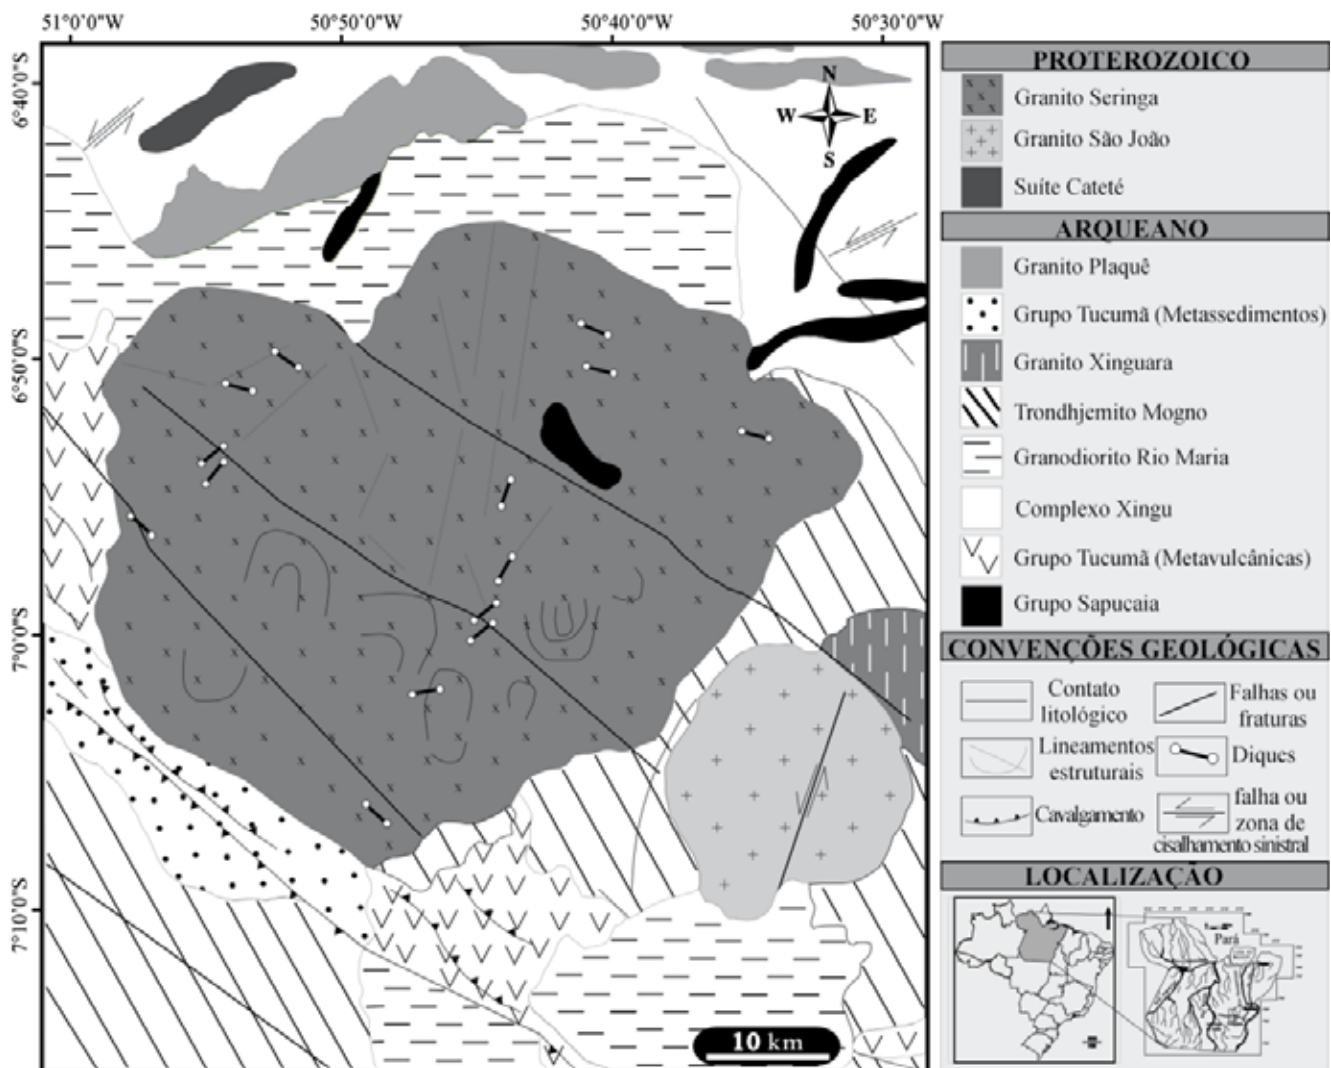 51°0'0"W
50°50'0"W
50°40'0"W
50°30'0"W
6°40'0"S
6°50'0"S
7°0'0"S
7°10'0"S
N
W E
S
10 km
PROTEROZOICO
Granito Seringa
Granito São João
Suíte Cateté
ARQUEANO
Granito Plaquê
Grupo Tucumã (Metassedimentos)
Granito Xinguara
Trondhjemito Mogno
Granodiorito Rio Maria
Complexo Xingu
Grupo Tucumã (Metavulcânicas)
Grupo Sapucaia
CONVENÇÕES GEOLÓGICAS
Contato
litológico
Falhas ou
fraturas
Lineamentos
estruturais
Diques
Cavalgamento
falha ou
zona de
cisalhamento sinistral
LOCALIZAÇÃO
Pará